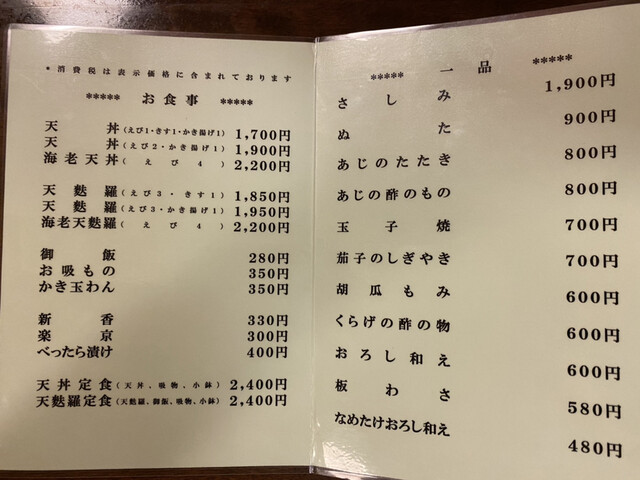 *消費税は表示価格に含まれております
***** お食事 *****
天丼(えび1・きす1・かき揚げ1) 1,700円
天丼(えび2・かき揚げ1) 1,900円
海老天丼(えび4) 2,200円
天麩羅(えび3・きす1) 1,850円
天麩羅(えび3・かき揚げ1) 1,950円
海老天麩羅(えび4) 2,200円
御飯 280円
お吸もの 350円
かき玉わん 350円
新香 330円
楽京 300円
べったら漬け 400円
天丼定食(天丼、吸物、小鉢) 2,400円
天麩羅定食(天麩羅、御飯、吸物、小鉢) 2,400円
***** 一品 *****
さしみ 1,900円
ぬた 900円
あじのたたき 800円
あじの酢のもの 800円
玉子焼 700円
茄子のしぎやき 700円
胡瓜もみ 600円
くらげの酢の物 600円
おろし和え 600円
板わさ 580円
なめたけおろし和え 480円